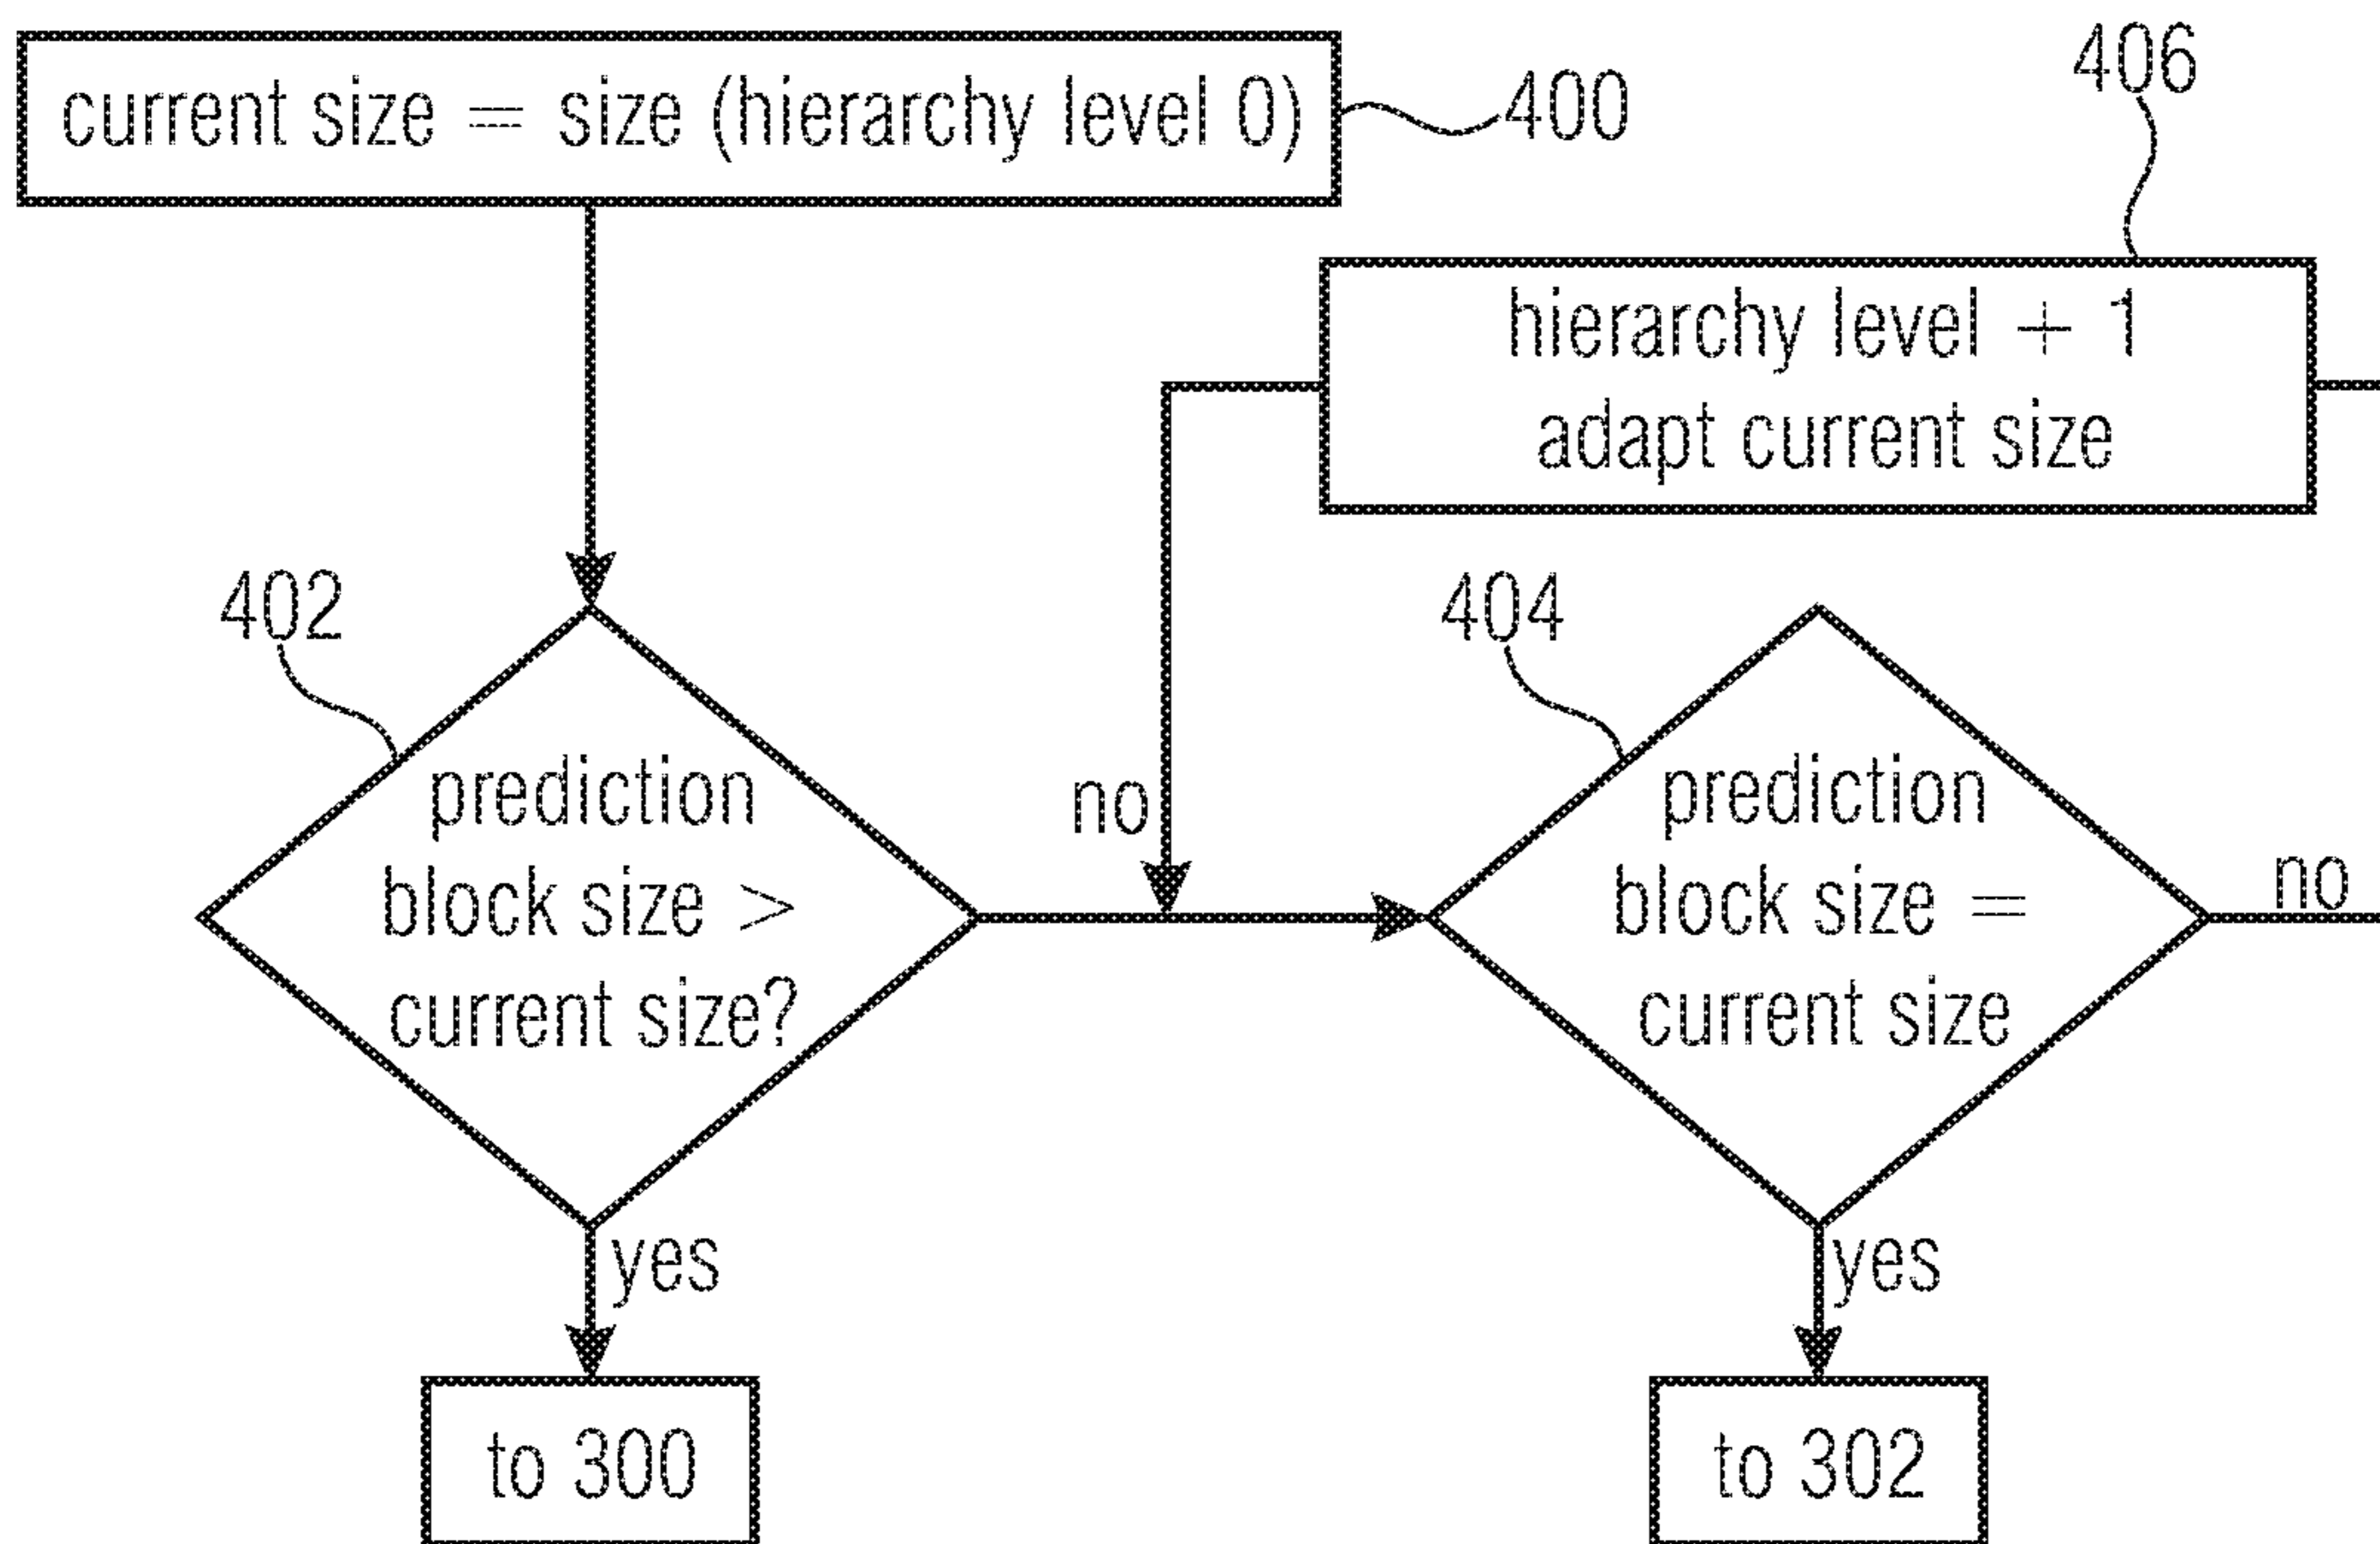 current size = size (hierarchy level 0)
400
406
hierarchy level + 1
adapt current size
402
404
prediction
block size >
current size?
no
prediction
block size =
current size
no
yes
yes
to 300
to 302